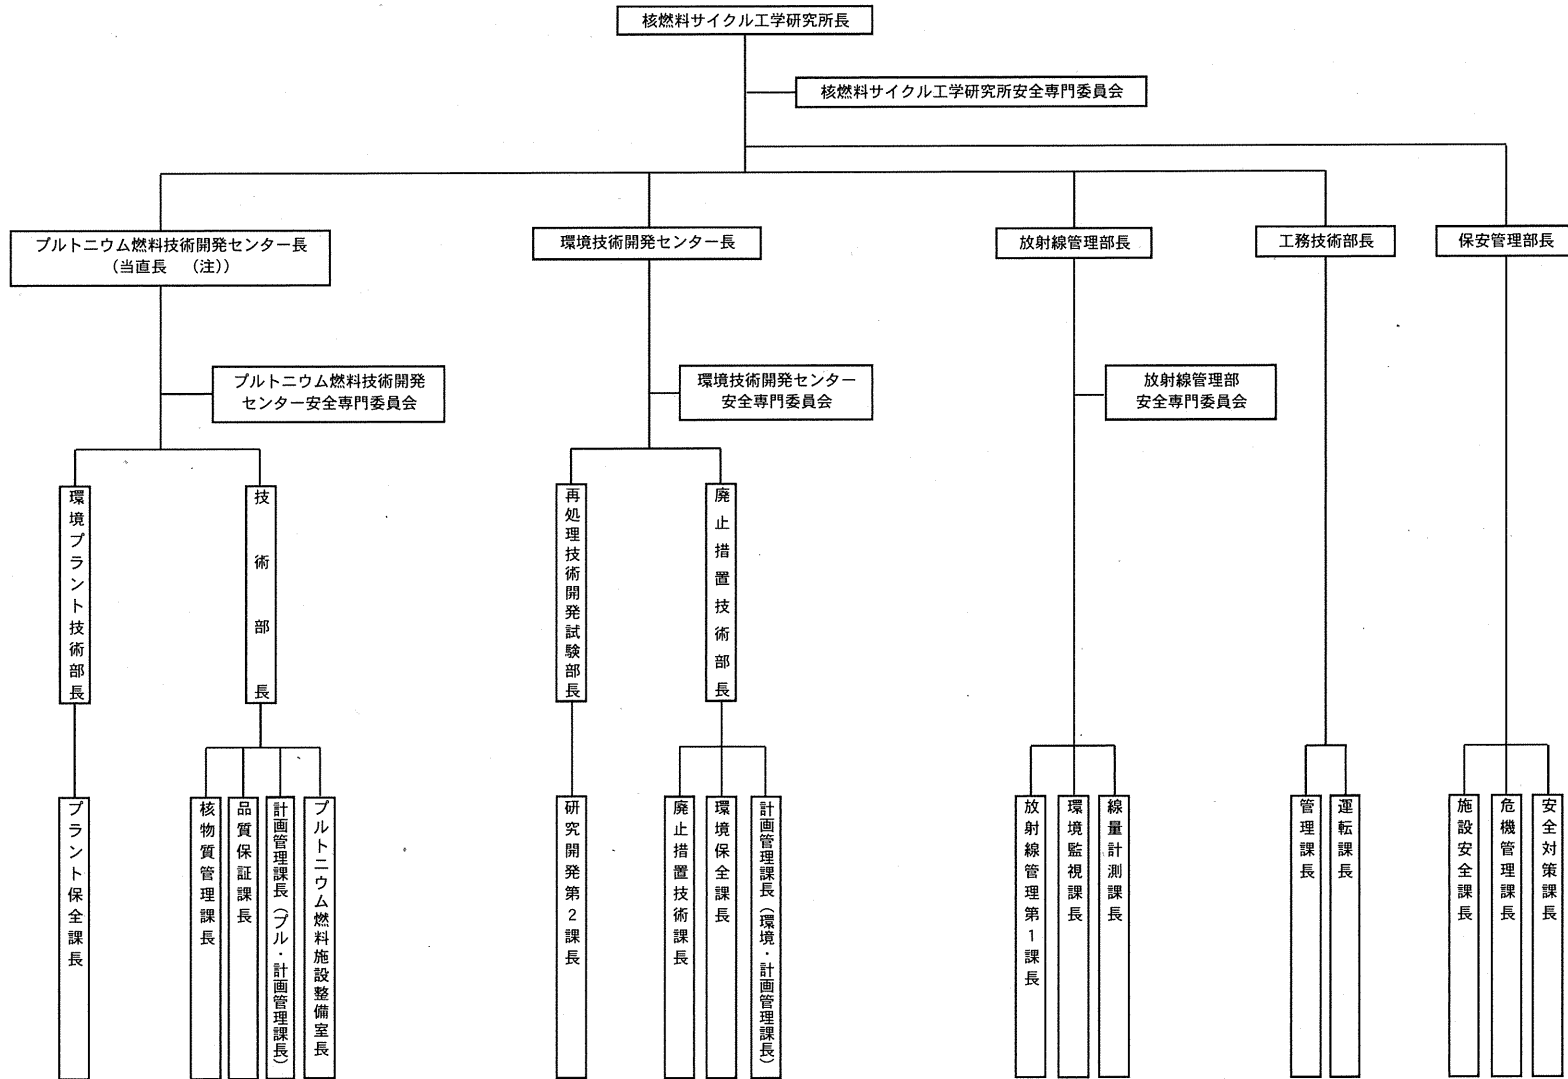 核燃料サイクル工学研究所長
核燃料サイクル工学研究所安全専門委員会
プルトニウム燃料技術開発センター長
（当直長　（注））
環境技術開発センター長
放射線管理部長
工務技術部長
保安管理部長
プルトニウム燃料技術開発
センター安全専門委員会
環境技術開発センター
安全専門委員会
放射線管理部
安全専門委員会
環境プラント技術部長
技術部長
再処理技術開発試験部長
廃止措置技術部長
プラント保全課長
核物質管理課長
品質保証課長
計画管理課長（プル・計画管理課長）
プルトニウム燃料施設整備室長
研究開発第2課長
廃止措置技術課長
環境保全課長
計画管理課長（環境・計画管理課長）
放射線管理第1課長
環境監視課長
線量計測課長
管理課長
運転課長
施設安全課長
危機管理課長
安全対策課長